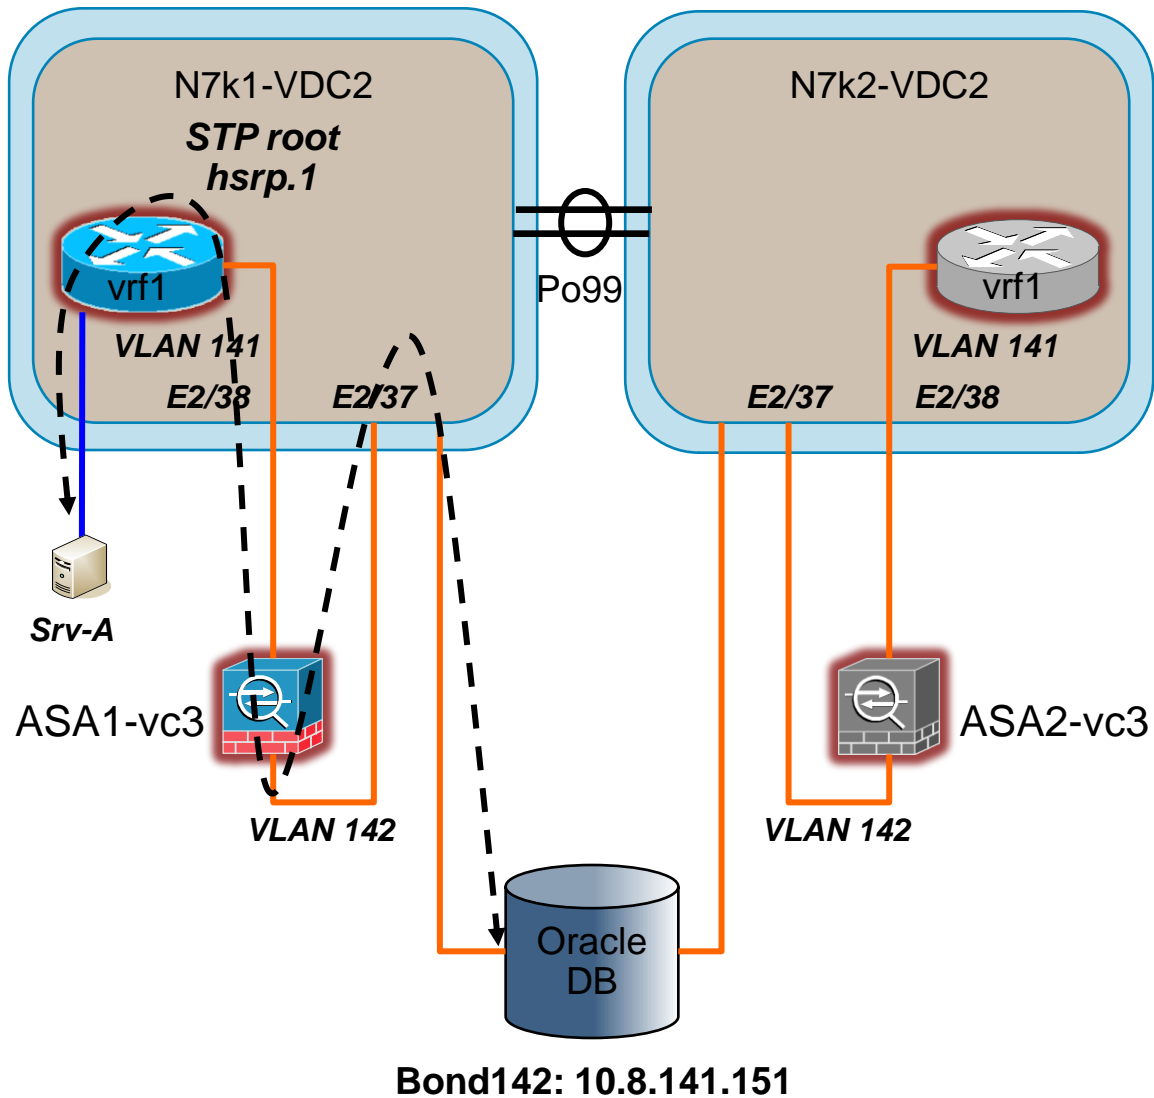 N7k1-VDC2
STP root
hsrp.1
N7k2-VDC2
vrf1
Po99
vrf1
VLAN 141
VLAN 141
E2/38
E2/37
E2/37
E2/38
Srv-A
ASA1-vc3
ASA2-vc3
VLAN 142
VLAN 142
Oracle
DB
Bond142: 10.8.141.151